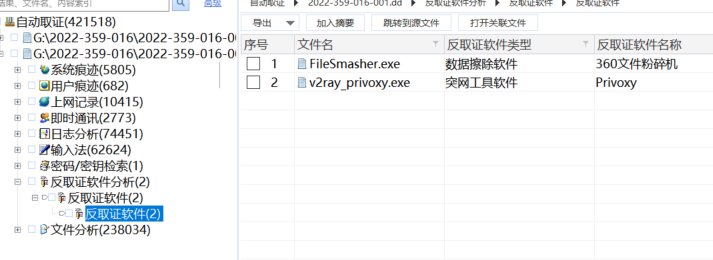 结果、文件名、内容索引 高级
自动取证(421518)
G:\2022-359-016\2022-359-016-0
G:\2022-359-016\2022-359-016-0
系统痕迹(5805)
用户痕迹(682)
上网记录(10415)
即时通讯(2773)
日志分析(74451)
输入法(62624)
密码/密钥检索(1)
反取证软件分析(2)
反取证软件(2)
反取证软件(2)
文件分析(238034)
自动取证 ▸ 2022-359-016-001.dd ▸ 反取证软件分析 ▸ 反取证软件 ▸ 反取证软件
导出 加入摘要 跳转到源文件 打开关联文件
序号 文件名 反取证软件类型 反取证软件名称
1 FileSmasher.exe 数据擦除软件 360文件粉碎机
2 v2ray_privoxy.exe 突网工具软件 Privoxy